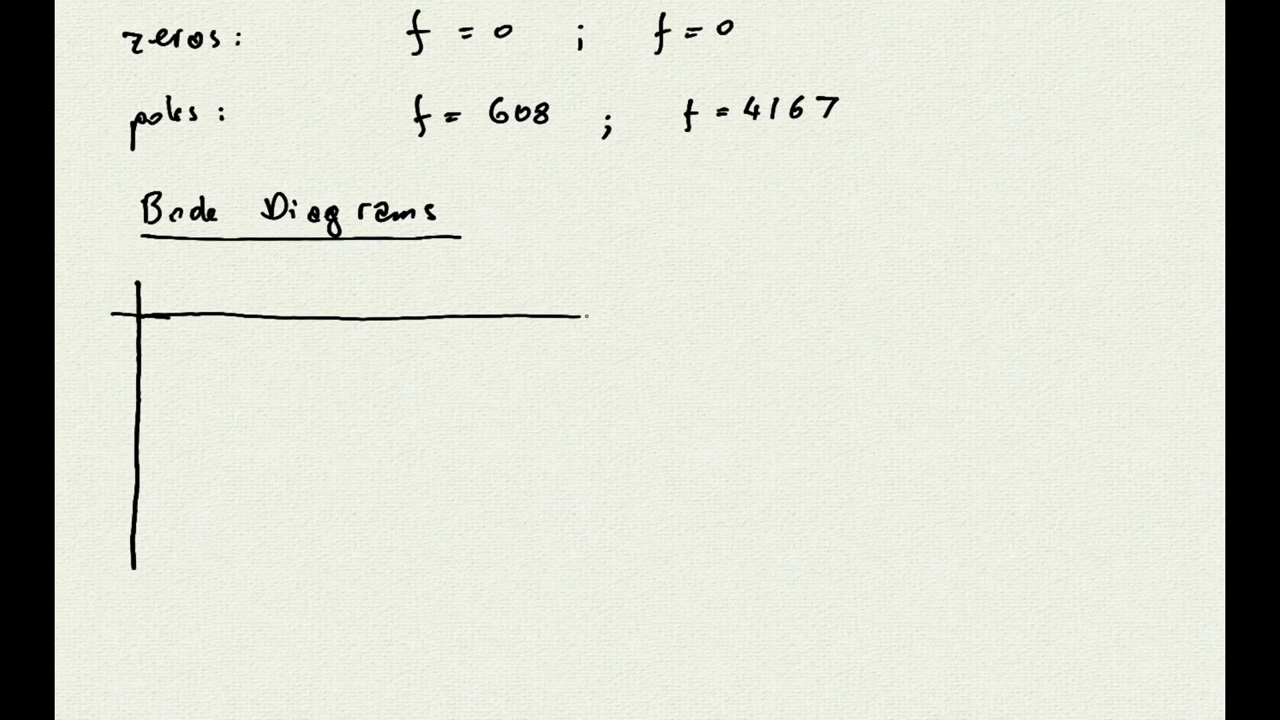 zeros: f = 0 ; f = 0
poles: f = 608 ; f = 4167
Bode Diagrams